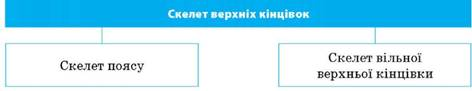 Скелет верхніх кінцівок
Скелет поясу
Скелет вільної
верхньої кінцівки